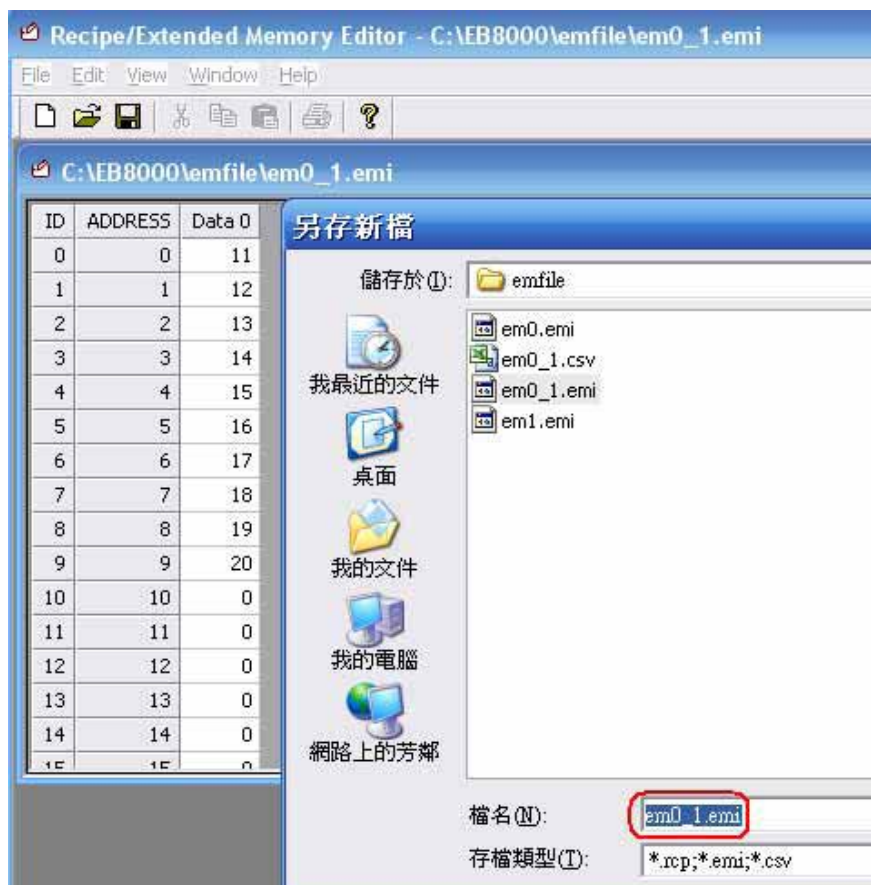 Recipe/Extended Memory Editor - C:\EB8000\emfile\em0_1.emi
File Edit View Window Help
C:\EB8000\emfile\em0_1.emi
ID ADDRESS Data 0
0 0 11
1 1 12
2 2 13
3 3 14
4 4 15
5 5 16
6 6 17
7 7 18
8 8 19
9 9 20
10 10 0
11 11 0
12 12 0
13 13 0
14 14 0
15 15 0
另存新檔
儲存於(I): emfile
我最近的文件
桌面
我的文件
我的電腦
網路上的芳鄰
em0.emi
em0_1.csv
em0_1.emi
em1.emi
檔名(N): em0_1.emi
存檔類型(T): *.rcp;*.emi;*.csv